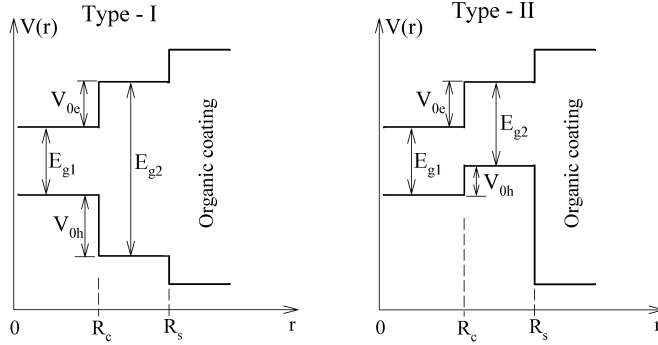 Type - I
V(r)
V0e
Eg1
Eg2
V0h
Organic coating
0
Rc
Rs
r
Type - II
V(r)
V0e
Eg1
Eg2
V0h
Organic coating
0
Rc
Rs
r